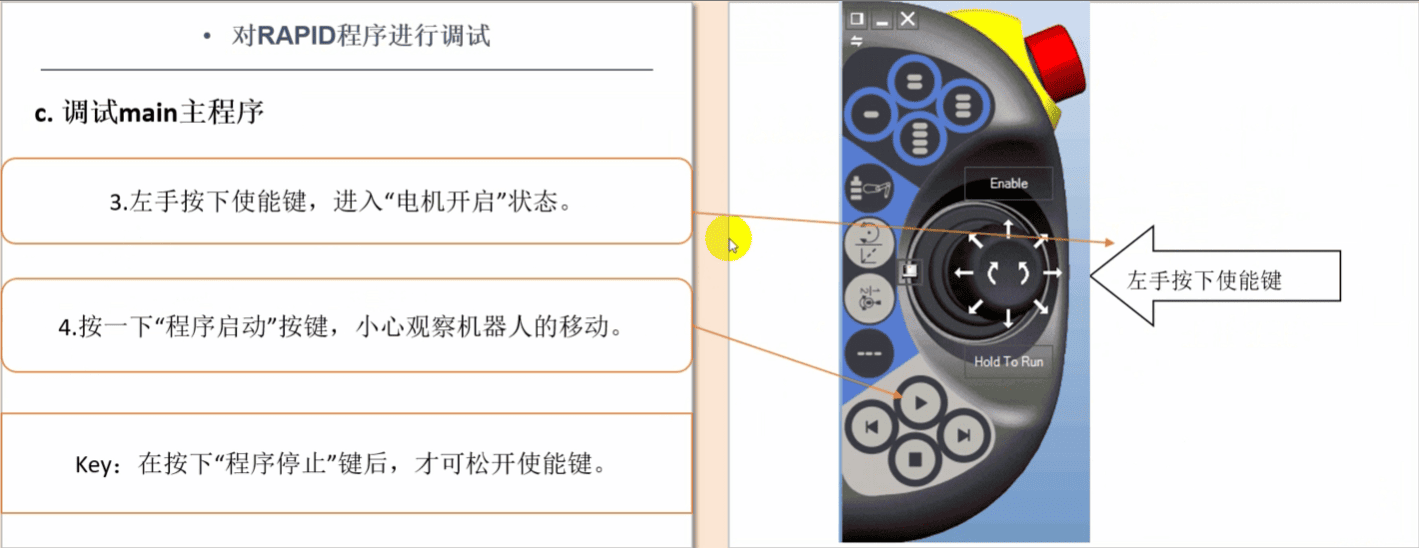 • 对RAPID程序进行调试
c. 调试main主程序
3.左手按下使能键，进入“电机开启”状态。
4.按一下“程序启动”按键，小心观察机器人的移动。
Key：在按下“程序停止”键后，才可松开使能键。
Enable
左手按下使能键
Hold To Run